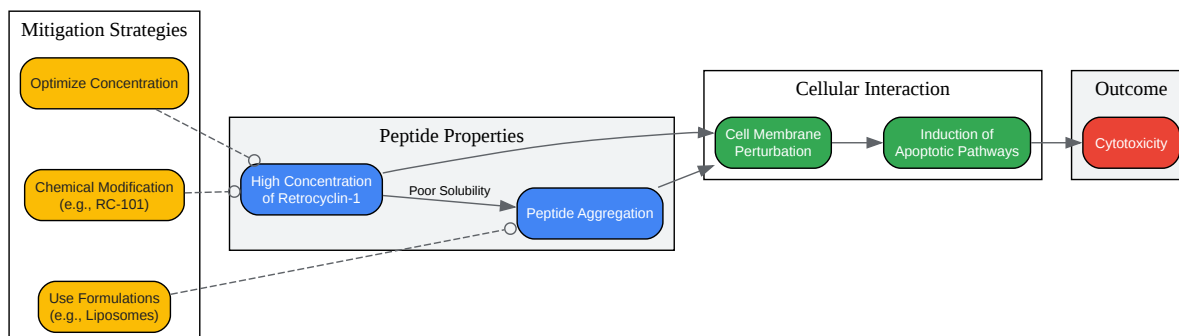 Mitigation Strategies
Optimize Concentration
Chemical Modification
(e.g., RC-101)
Use Formulations
(e.g., Liposomes)
Peptide Properties
High Concentration
of Retrocyclin-1
Poor Solubility
Peptide Aggregation
Cellular Interaction
Cell Membrane
Perturbation
Induction of
Apoptotic Pathways
Outcome
Cytotoxicity